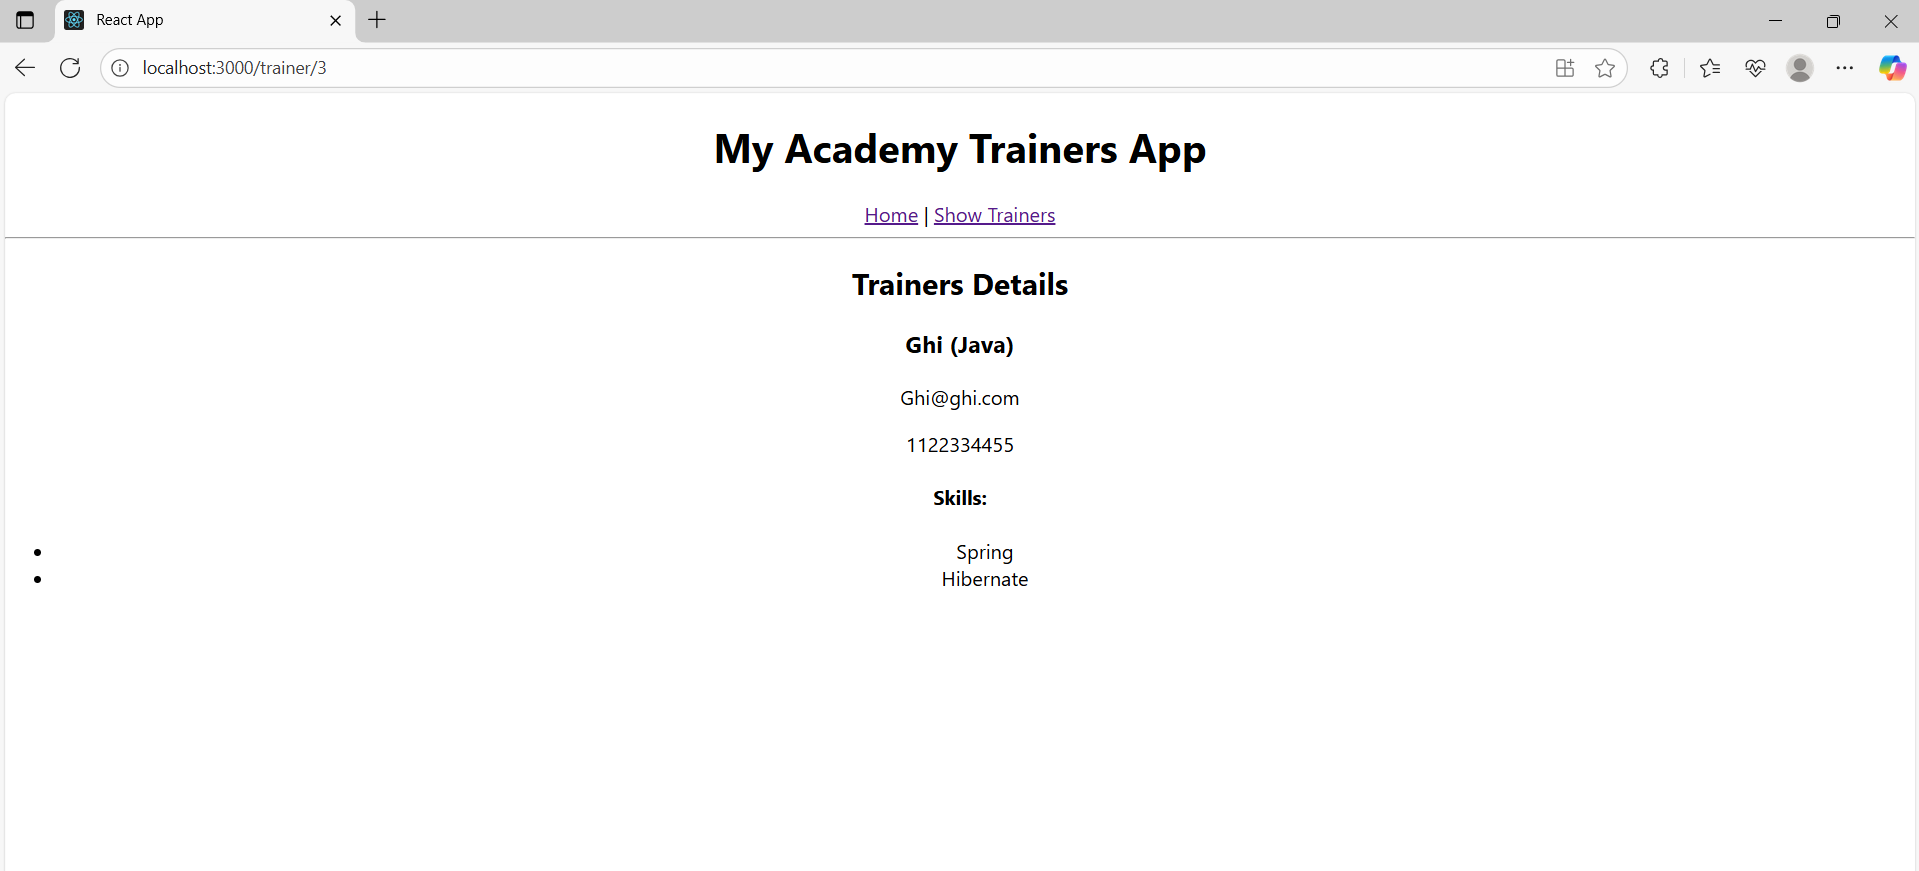 React App
localhost:3000/trainer/3
My Academy Trainers App
Home | Show Trainers
Trainers Details
Ghi (Java)
Ghi@ghi.com
1122334455
Skills:
• Spring
• Hibernate